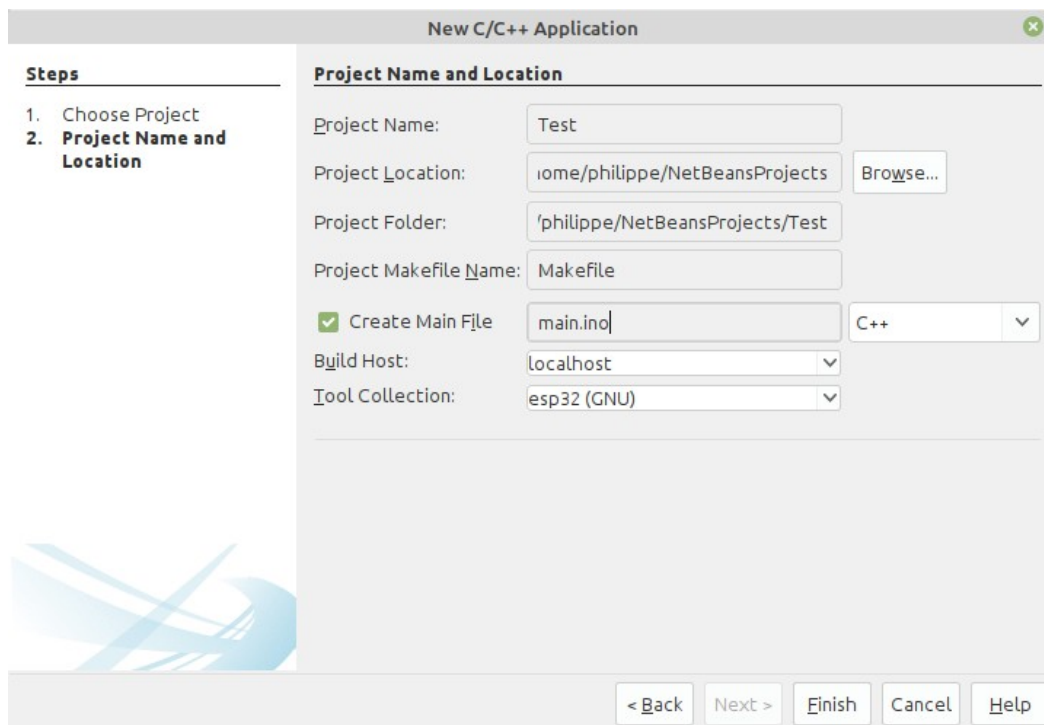 New C/C++ Application
Steps
1. Choose Project
2. Project Name and
Location
Project Name and Location
Project Name: Test
Project Location: ome/philippe/NetBeansProjects Browse...
Project Folder: /philippe/NetBeansProjects/Test
Project Makefile Name: Makefile
Create Main File main.ino C++
Build Host: localhost
Tool Collection: esp32 (GNU)
< Back Next > Finish Cancel Help